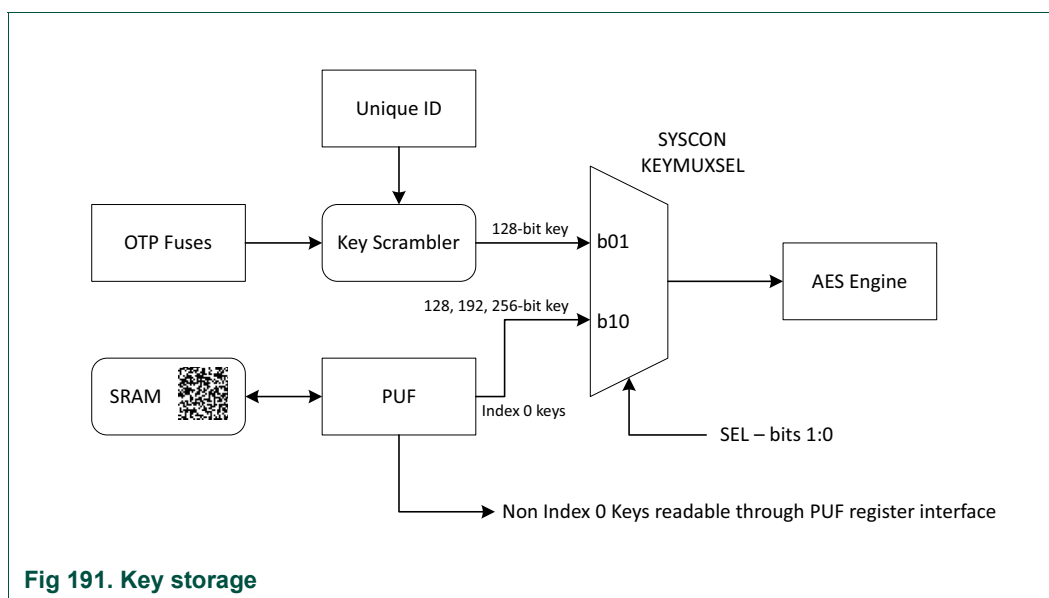 Unique ID
SYSCON
KEYMUXSEL
OTP Fuses
Key Scrambler
128-bit key
b01
AES Engine
128, 192, 256-bit key
b10
SRAM
PUF
Index 0 keys
SEL – bits 1:0
Non Index 0 Keys readable through PUF register interface
Fig 191. Key storage